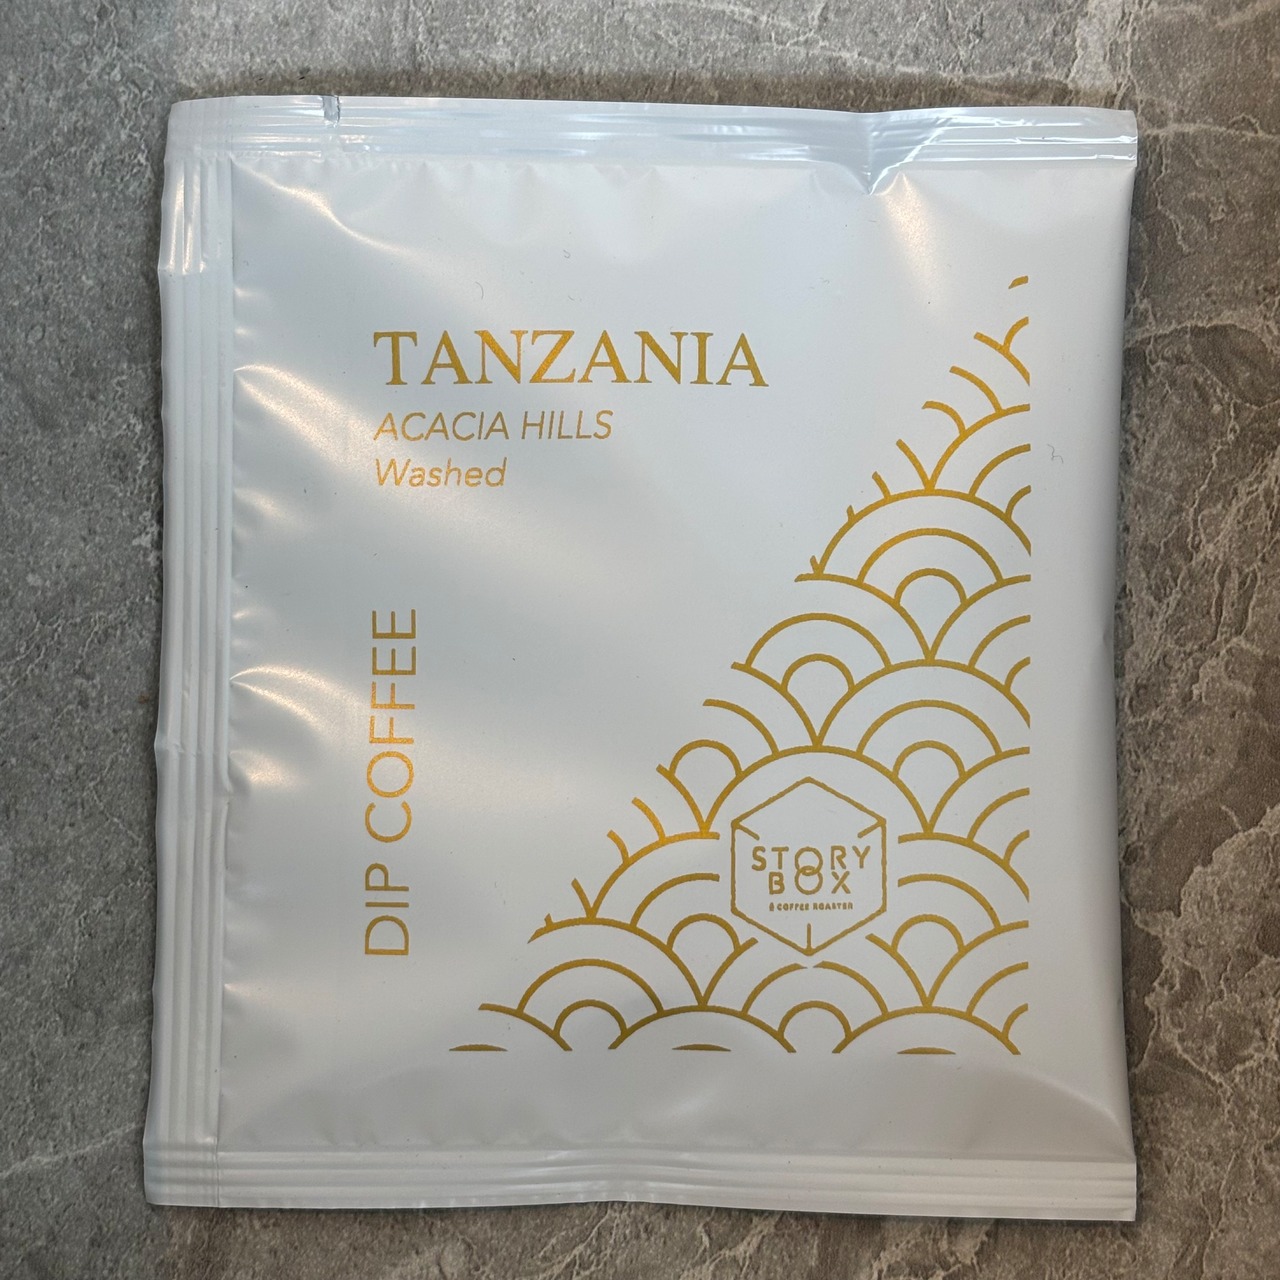 TANZANIA
ACACIA HILLS
Washed
DIP COFFEE
STORY
BOX
COFFEE ROASTER